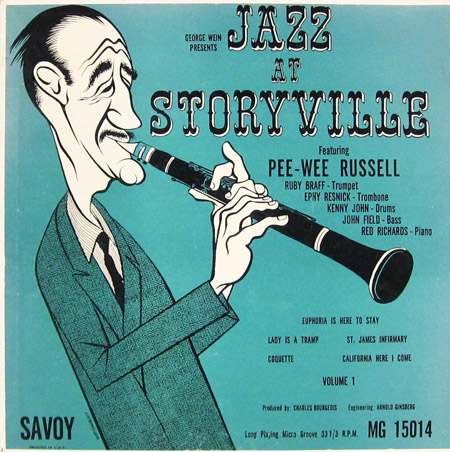 GEORGE WEIN
PRESENTS
JAZZ
AT
STORYVILLE
Featuring
PEE-WEE RUSSELL
RUBY BRAFF - Trumpet
EPHY RESNICK - Trombone
KENNY JOHN - Drums
JOHN FIELD - Bass
RED RICHARDS - Piano
EUPHORIA IS HERE TO STAY
LADY IS A TRAMP ST. JAMES INFIRMARY
COQUETTE CALIFORNIA HERE I COME
VOLUME 1
Produced by: CHARLES BOURGEOIS Engineering: ARNOLD GINSBERG
SAVOY Long Playing Micro Groove 33 1/3 R.P.M. MG 15014
PRINTED IN U.S.A.